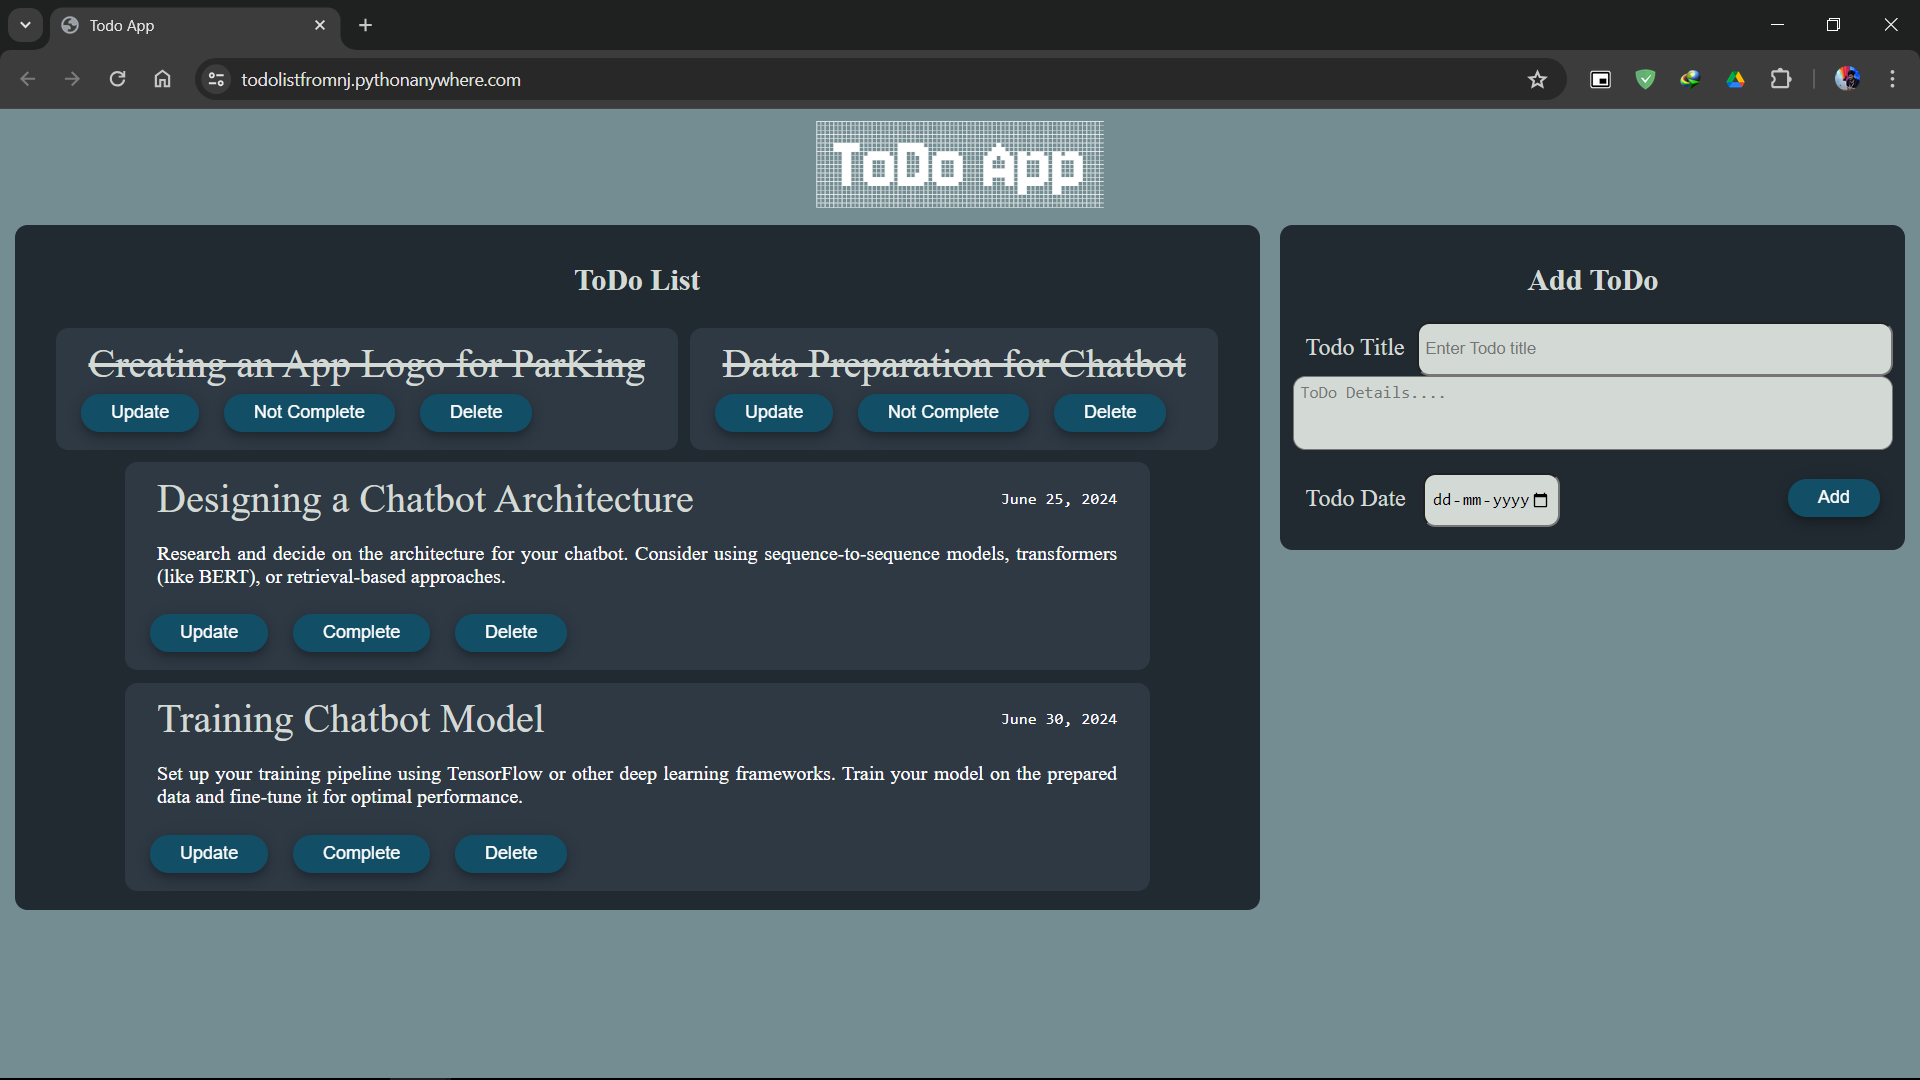 Todo App
todolistfromnj.pythonanywhere.com
ToDo App
ToDo List
Creating an App Logo for ParKing
Update Not Complete Delete
Data Preparation for Chatbot
Update Not Complete Delete
Designing a Chatbot Architecture June 25, 2024
Research and decide on the architecture for your chatbot. Consider using sequence-to-sequence models, transformers
(like BERT), or retrieval-based approaches.
Update Complete Delete
Training Chatbot Model June 30, 2024
Set up your training pipeline using TensorFlow or other deep learning frameworks. Train your model on the prepared
data and fine-tune it for optimal performance.
Update Complete Delete
Add ToDo
Todo Title Enter Todo title
ToDo Details....
Todo Date dd-mm-yyyy Add